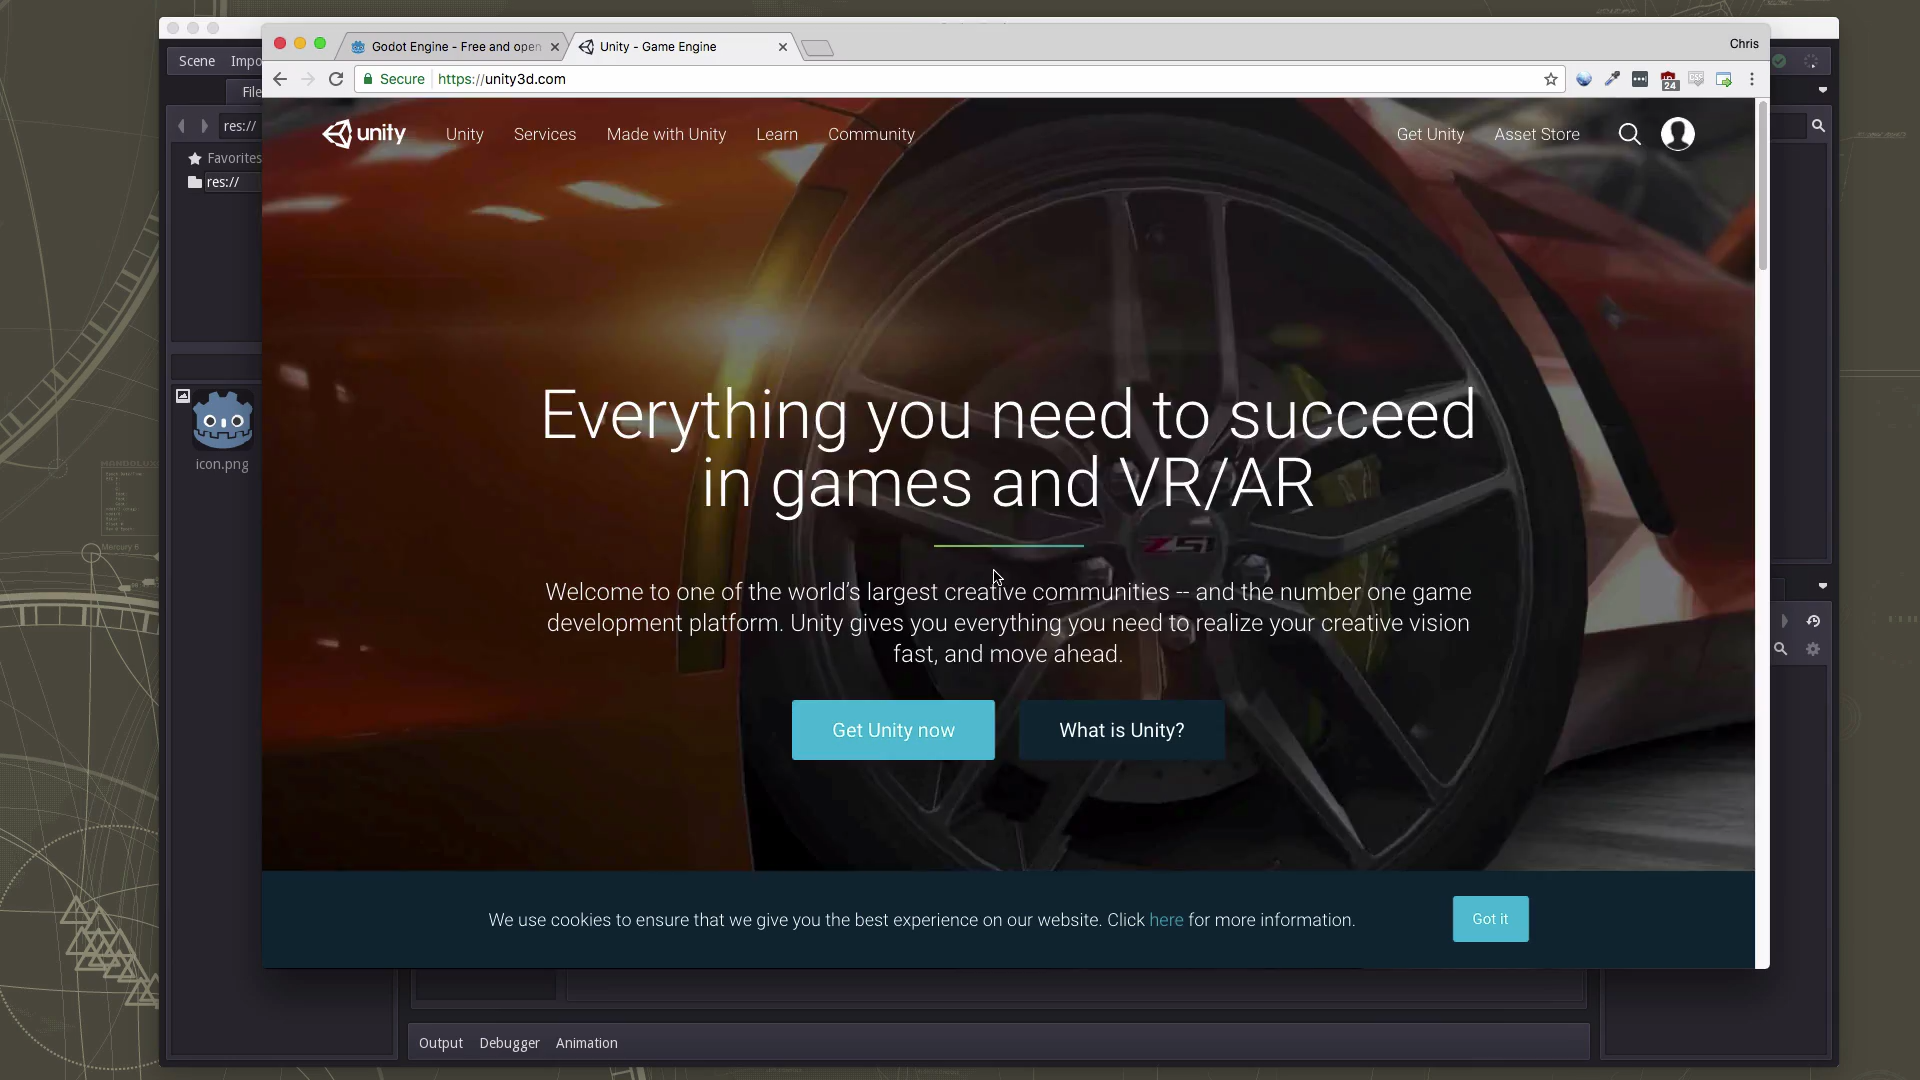 Godot Engine - Free and open
Unity - Game Engine
Chris
Scene
Secure
https://unity3d.com
24
File
res://
unity
Unity
Services
Made with Unity
Learn
Community
Get Unity
Asset Store
Favorites
res://
Everything you need to succeed
in games and VR/AR
icon.png
Welcome to one of the world's largest creative communities -- and the number one game
development platform. Unity gives you everything you need to realize your creative vision
fast, and move ahead.
Get Unity now
What is Unity?
We use cookies to ensure that we give you the best experience on our website. Click here for more information.
Got it
Output
Debugger
Animation